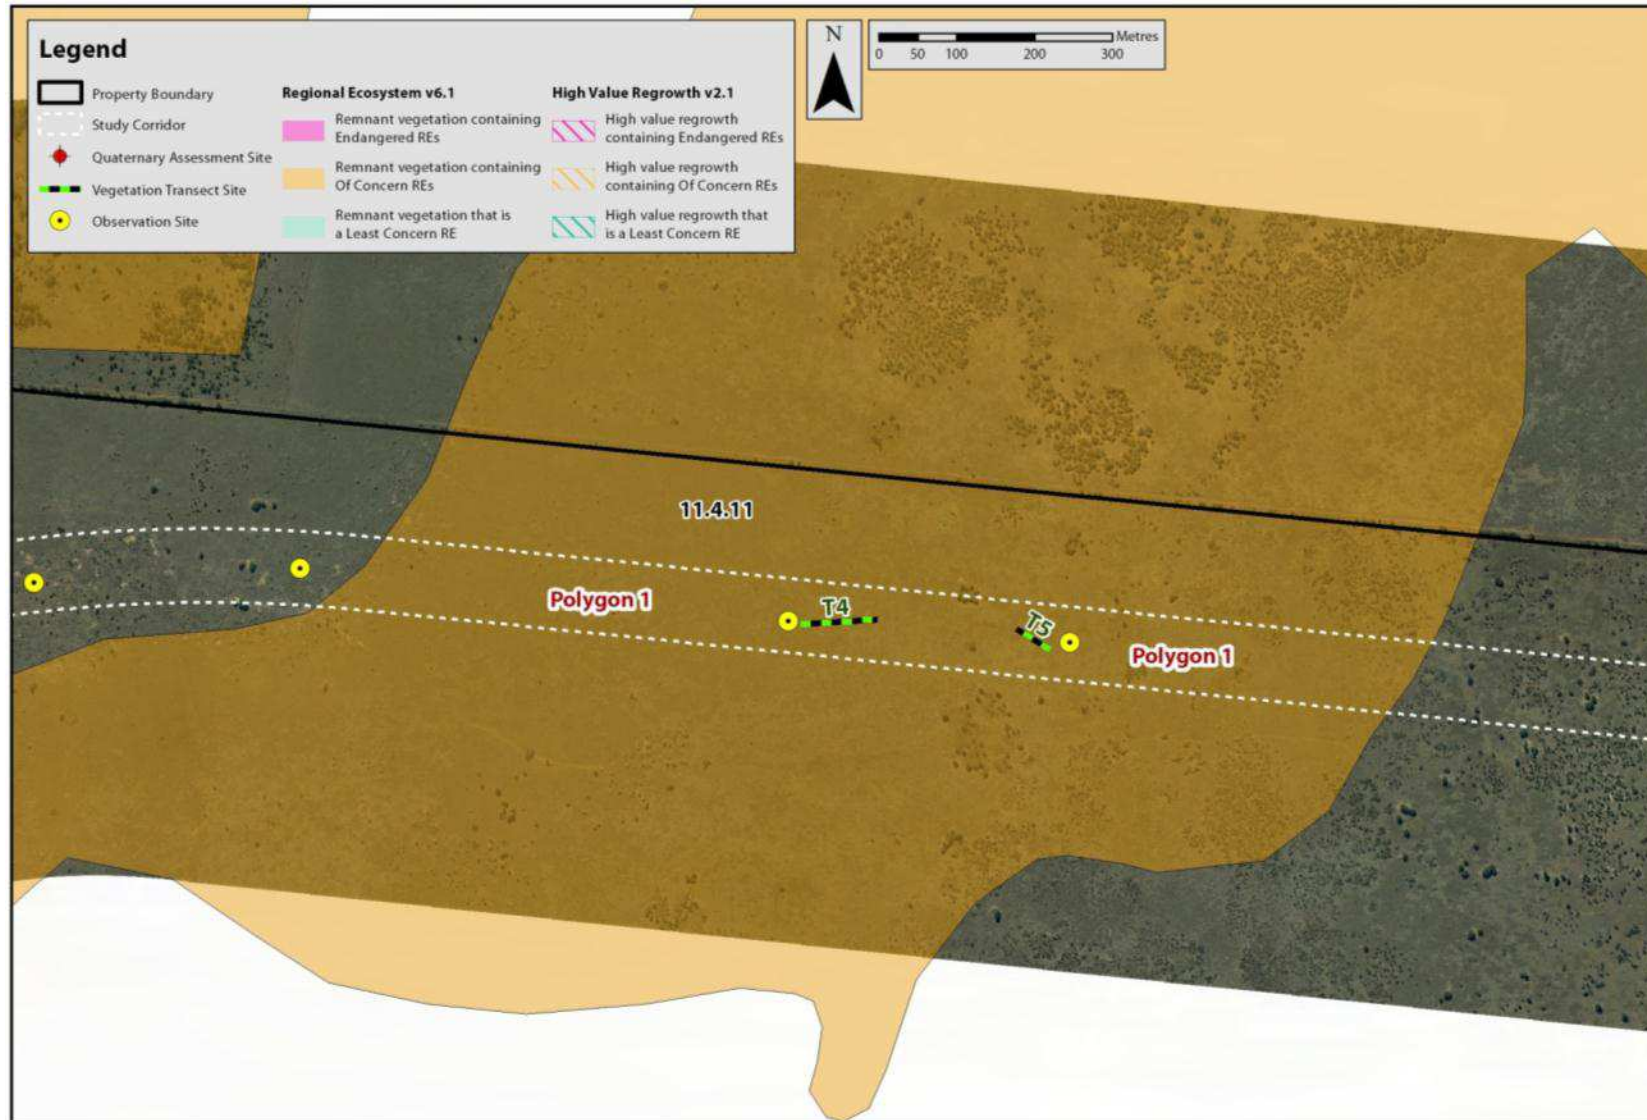 Legend
Property Boundary
Study Corridor
Quaternary Assessment Site
Vegetation Transect Site
Observation Site
Regional Ecosystem v6.1
Remnant vegetation containing
Endangered REs
Remnant vegetation containing
Of Concern REs
Remnant vegetation that is
a Least Concern RE
High Value Regrowth v2.1
High value regrowth
containing Endangered REs
High value regrowth
containing Of Concern REs
High value regrowth that
is a Least Concern RE
N
Metres
0 50 100 200 300
11.4.11
Polygon 1
T4
T5
Polygon 1